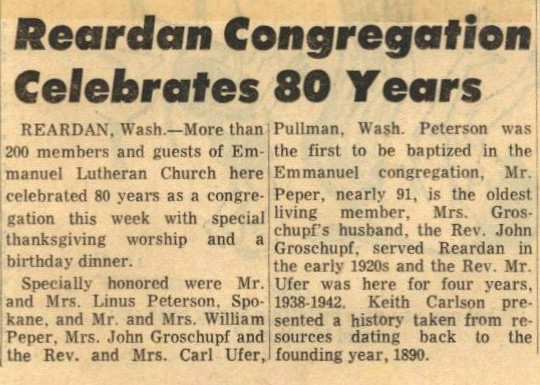 Reardan Congregation
Celebrates 80 Years
REARDAN, Wash.—More than
200 members and guests of Em-
manuel Lutheran Church here
celebrated 80 years as a congre-
gation this week with special
thanksgiving worship and a
birthday dinner.
Specially honored were Mr.
and Mrs. Linus Peterson, Spo-
kane, and Mr. and Mrs. William
Peper, Mrs. John Groschupf and
the Rev. and Mrs. Carl Ufer,
Pullman, Wash. Peterson was
the first to be baptized in the
Emmanuel congregation, Mr.
Peper, nearly 91, is the oldest
living member, Mrs. Gros-
chupf's husband, the Rev. John
Groschupf, served Reardan in
the early 1920s and the Rev. Mr.
Ufer was here for four years,
1938-1942. Keith Carlson pre-
sented a history taken from re-
sources dating back to the
founding year, 1890.